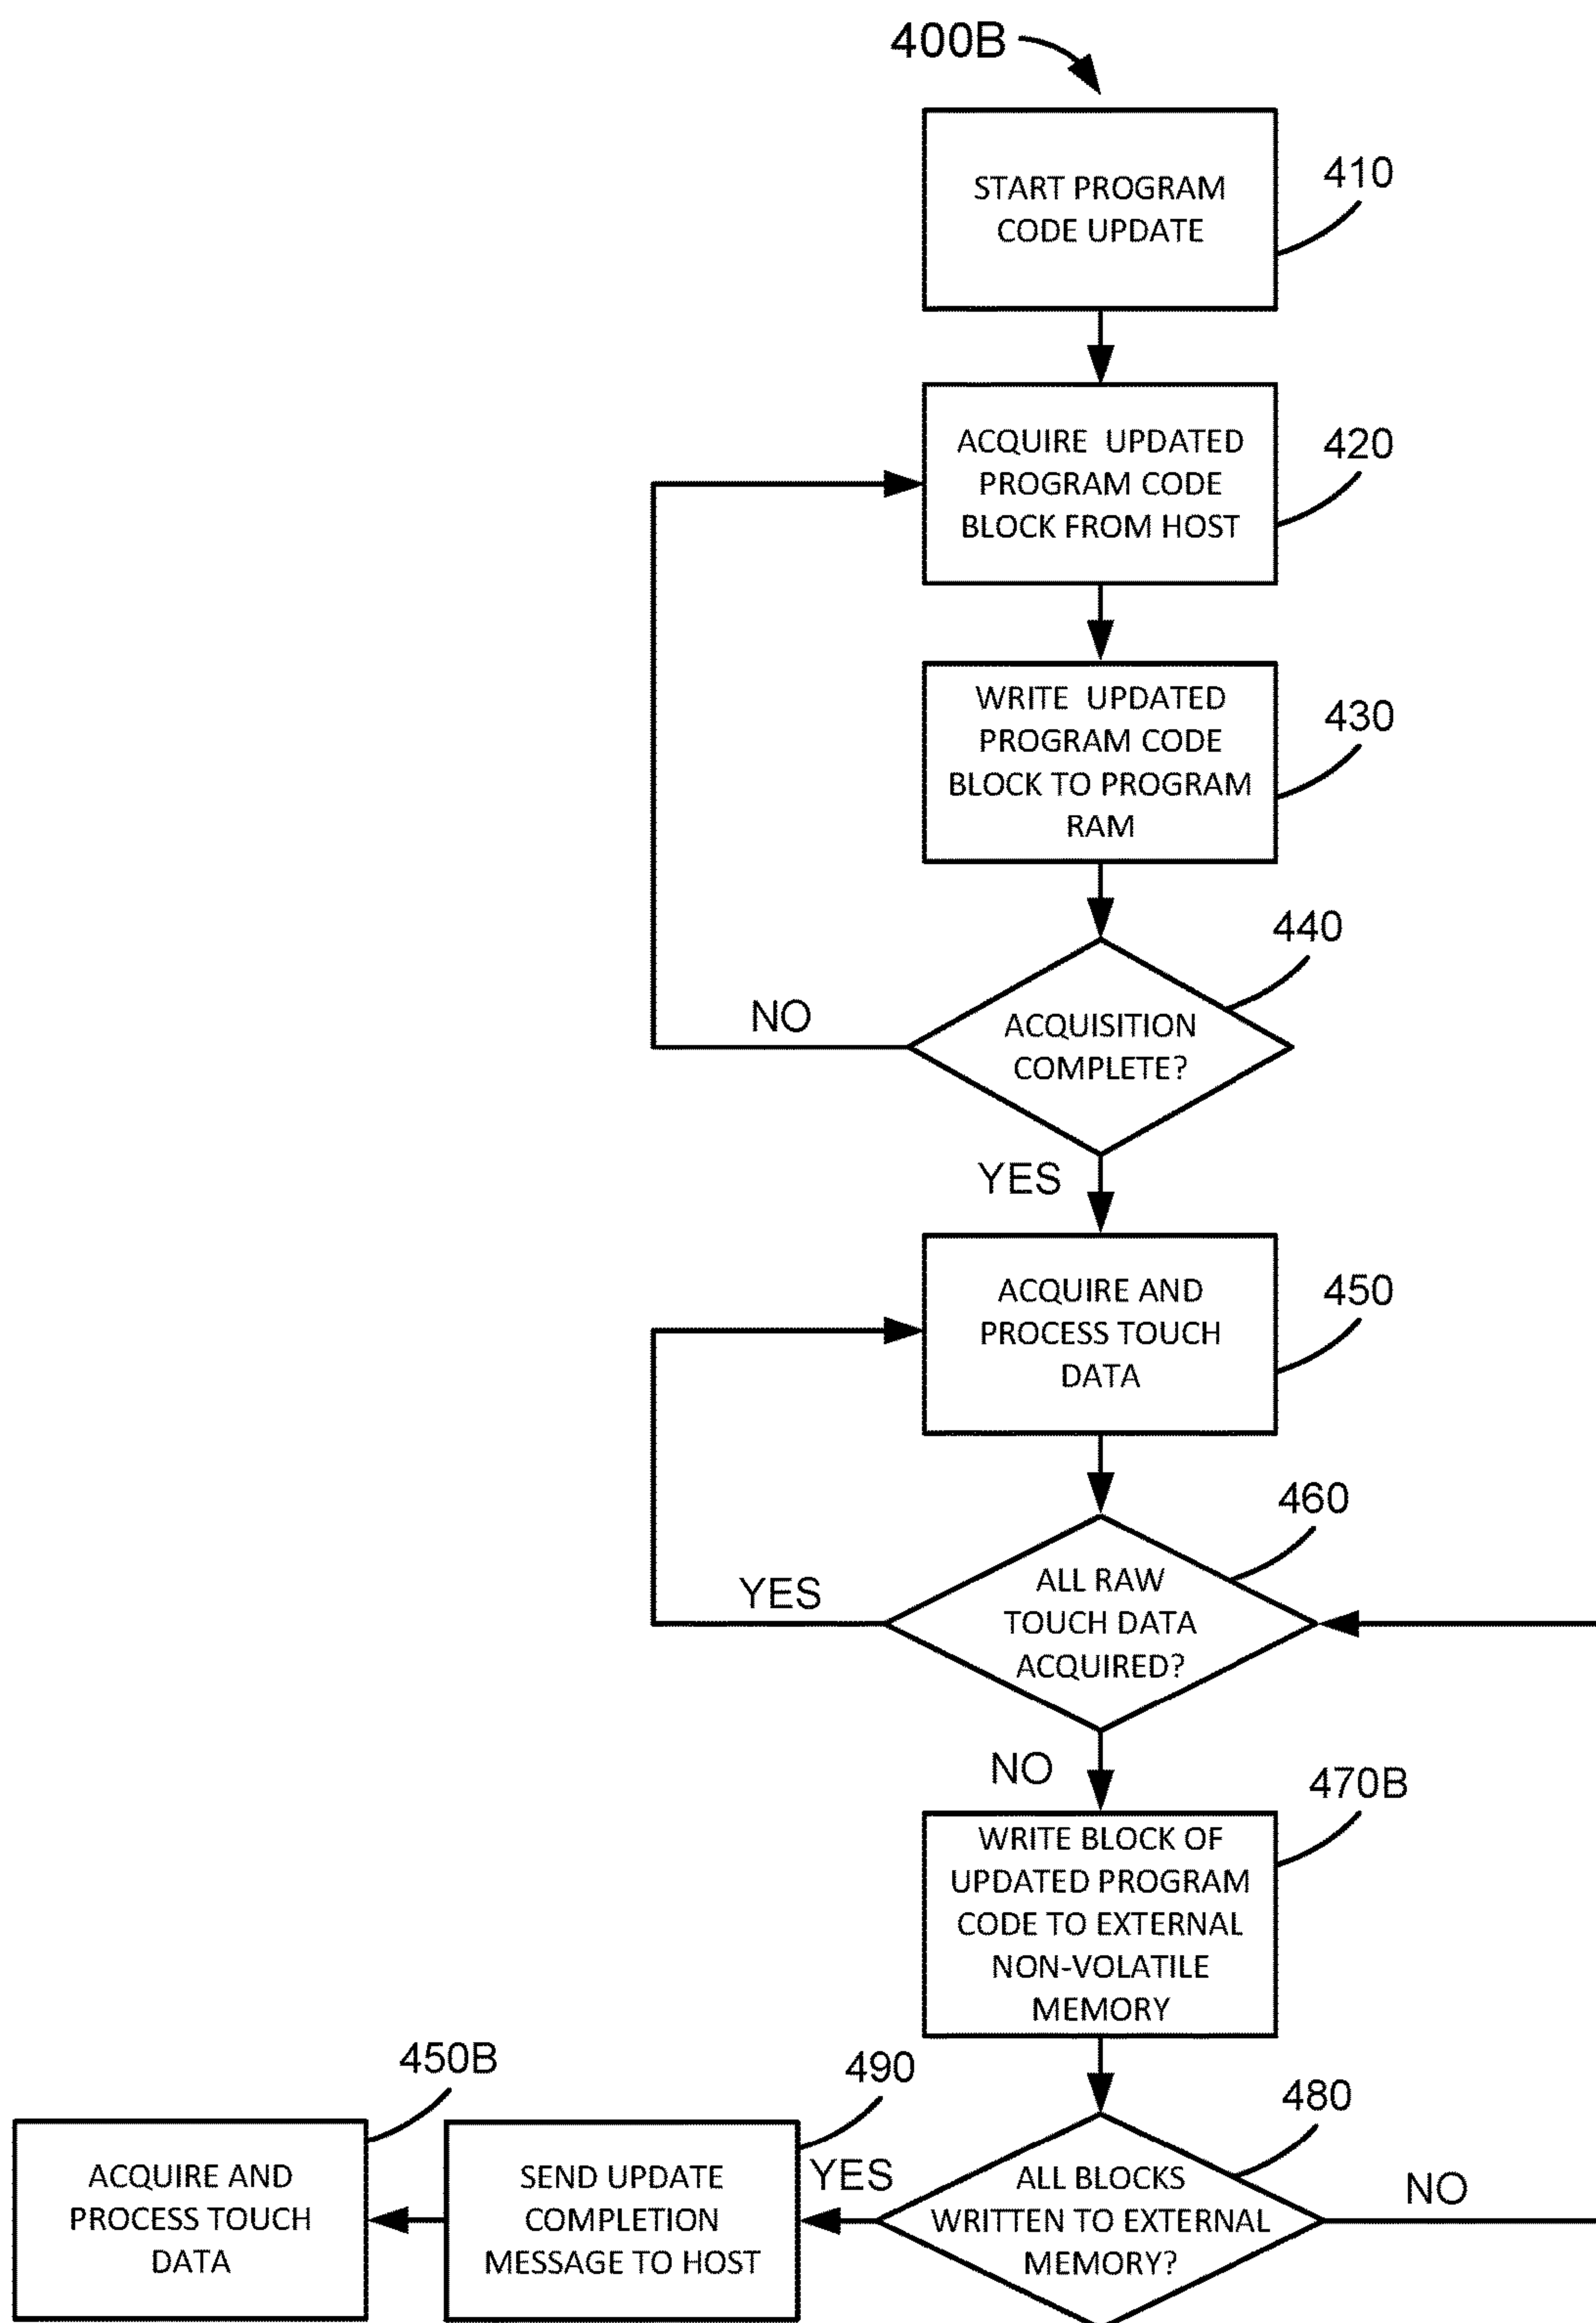 400B
START PROGRAM
CODE UPDATE
410
ACQUIRE UPDATED
PROGRAM CODE
BLOCK FROM HOST
420
WRITE UPDATED
PROGRAM CODE
BLOCK TO PROGRAM
RAM
430
440
ACQUISITION
COMPLETE?
NO
YES
ACQUIRE AND
PROCESS TOUCH
DATA
450
460
ALL RAW
TOUCH DATA
ACQUIRED?
YES
NO
470B
WRITE BLOCK OF
UPDATED PROGRAM
CODE TO EXTERNAL
NON-VOLATILE
MEMORY
480
ALL BLOCKS
WRITTEN TO EXTERNAL
MEMORY?
NO
YES
490
SEND UPDATE
COMPLETION
MESSAGE TO HOST
450B
ACQUIRE AND
PROCESS TOUCH
DATA